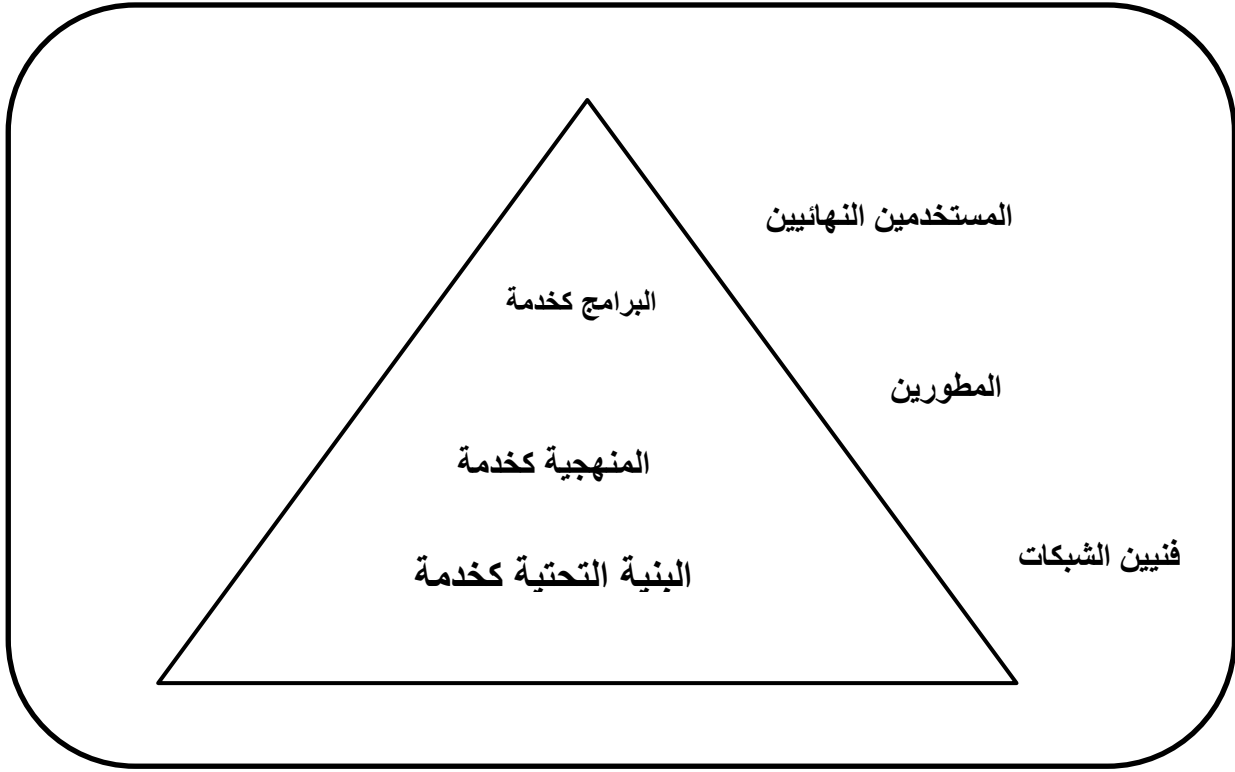 المستخدمين النهائيين
البرامج كخدمة
المطورين
المنهجية كخدمة
فنيين الشبكات
البنية التحتية كخدمة